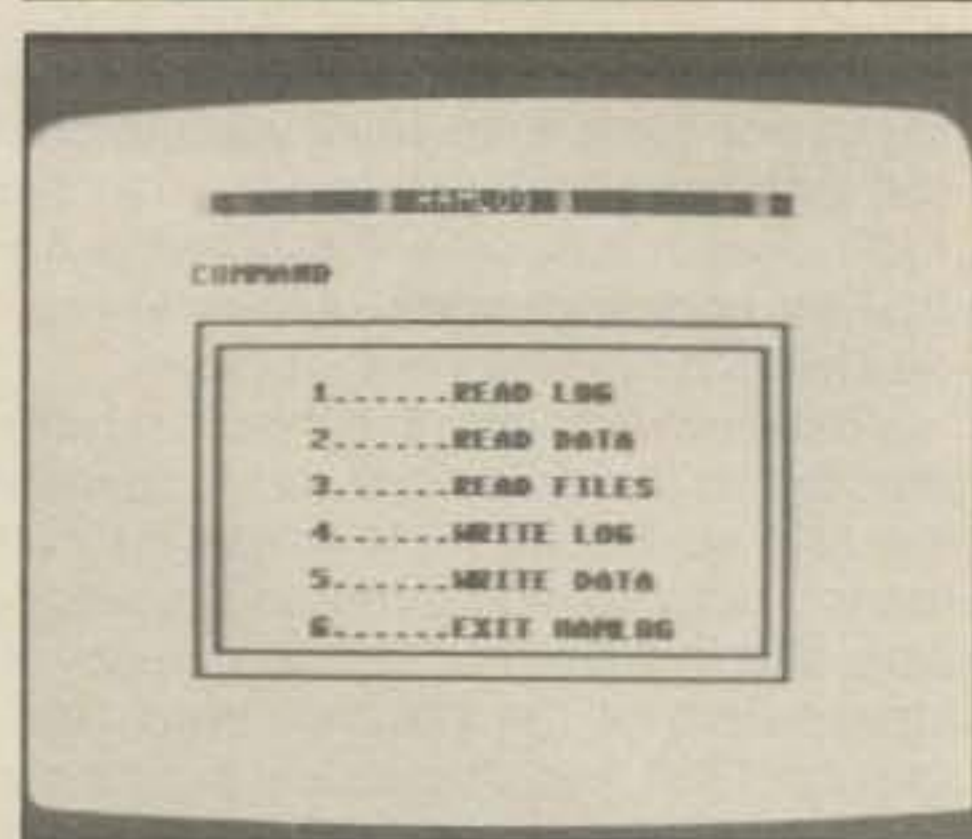 COMMAND
1......READ LOG
2......READ DATA
3......READ FILES
4......WRITE LOG
5......WRITE DATA
6......EXIT HAMLOG